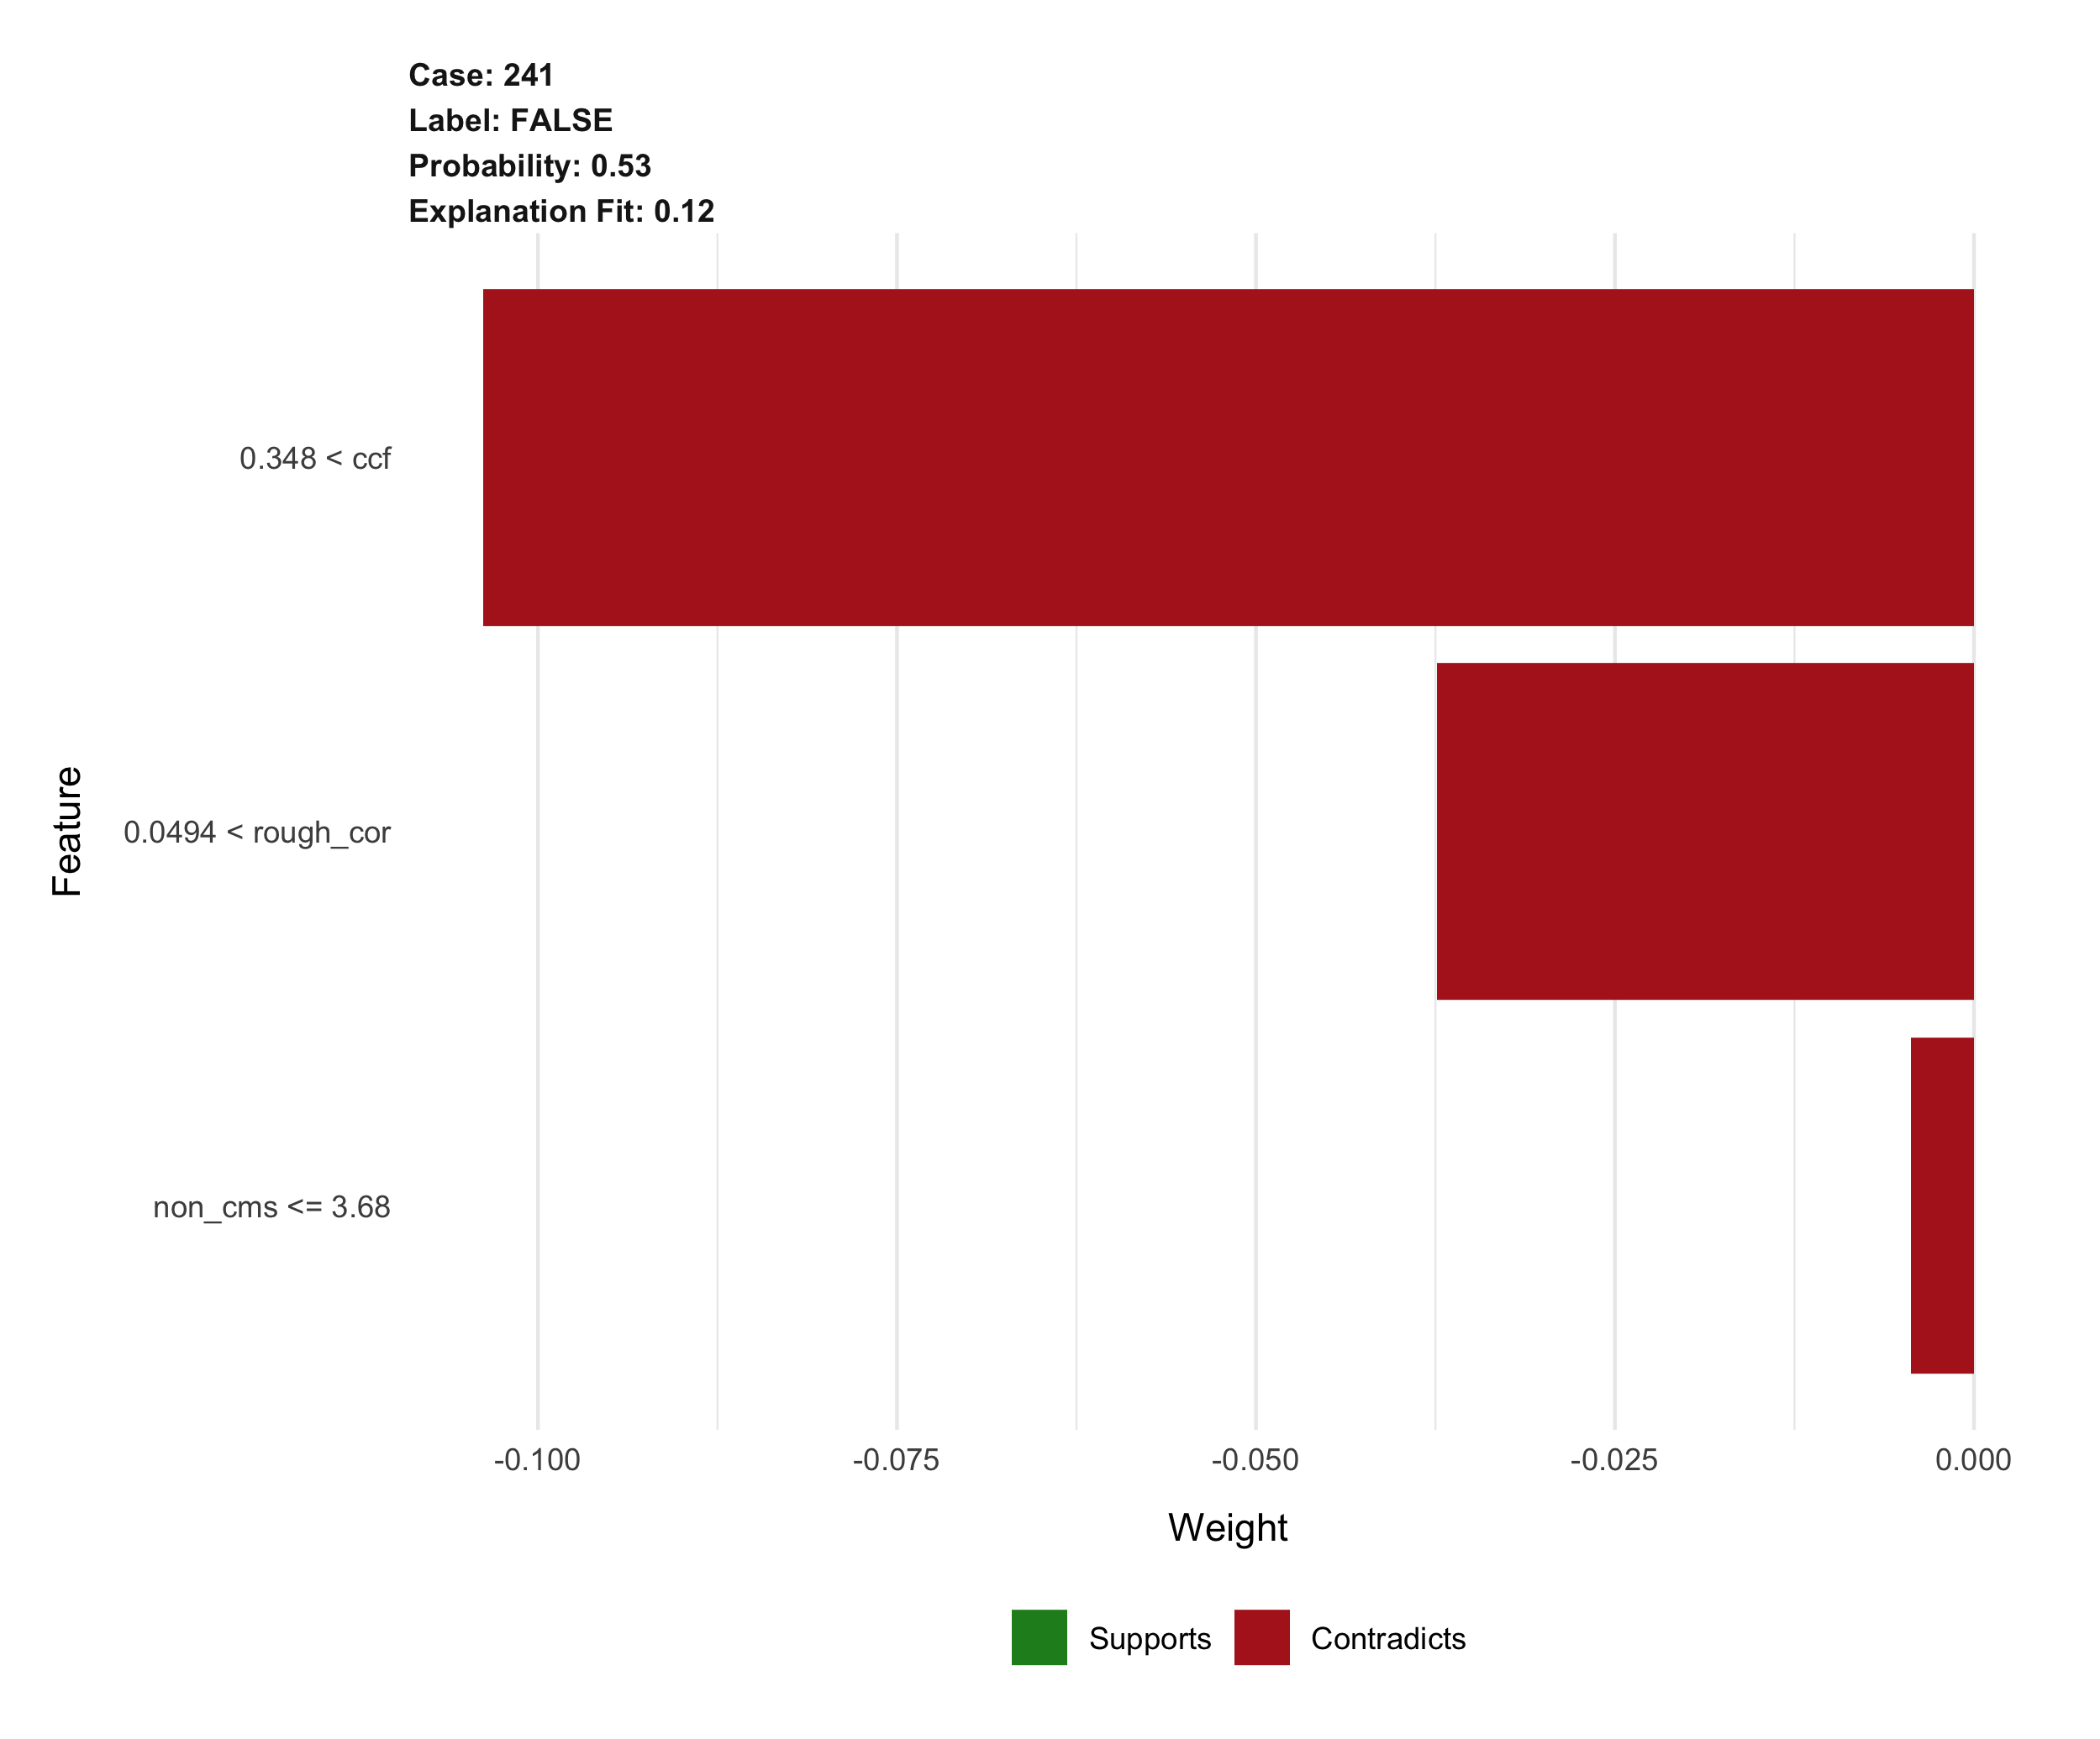 Case: 241
Label: FALSE
Probability: 0.53
Explanation Fit: 0.12
Feature
0.348 < ccf
0.0494 < rough_cor
non_cms <= 3.68
-0.100 -0.075 -0.050 -0.025 0.000
Weight
Supports Contradicts